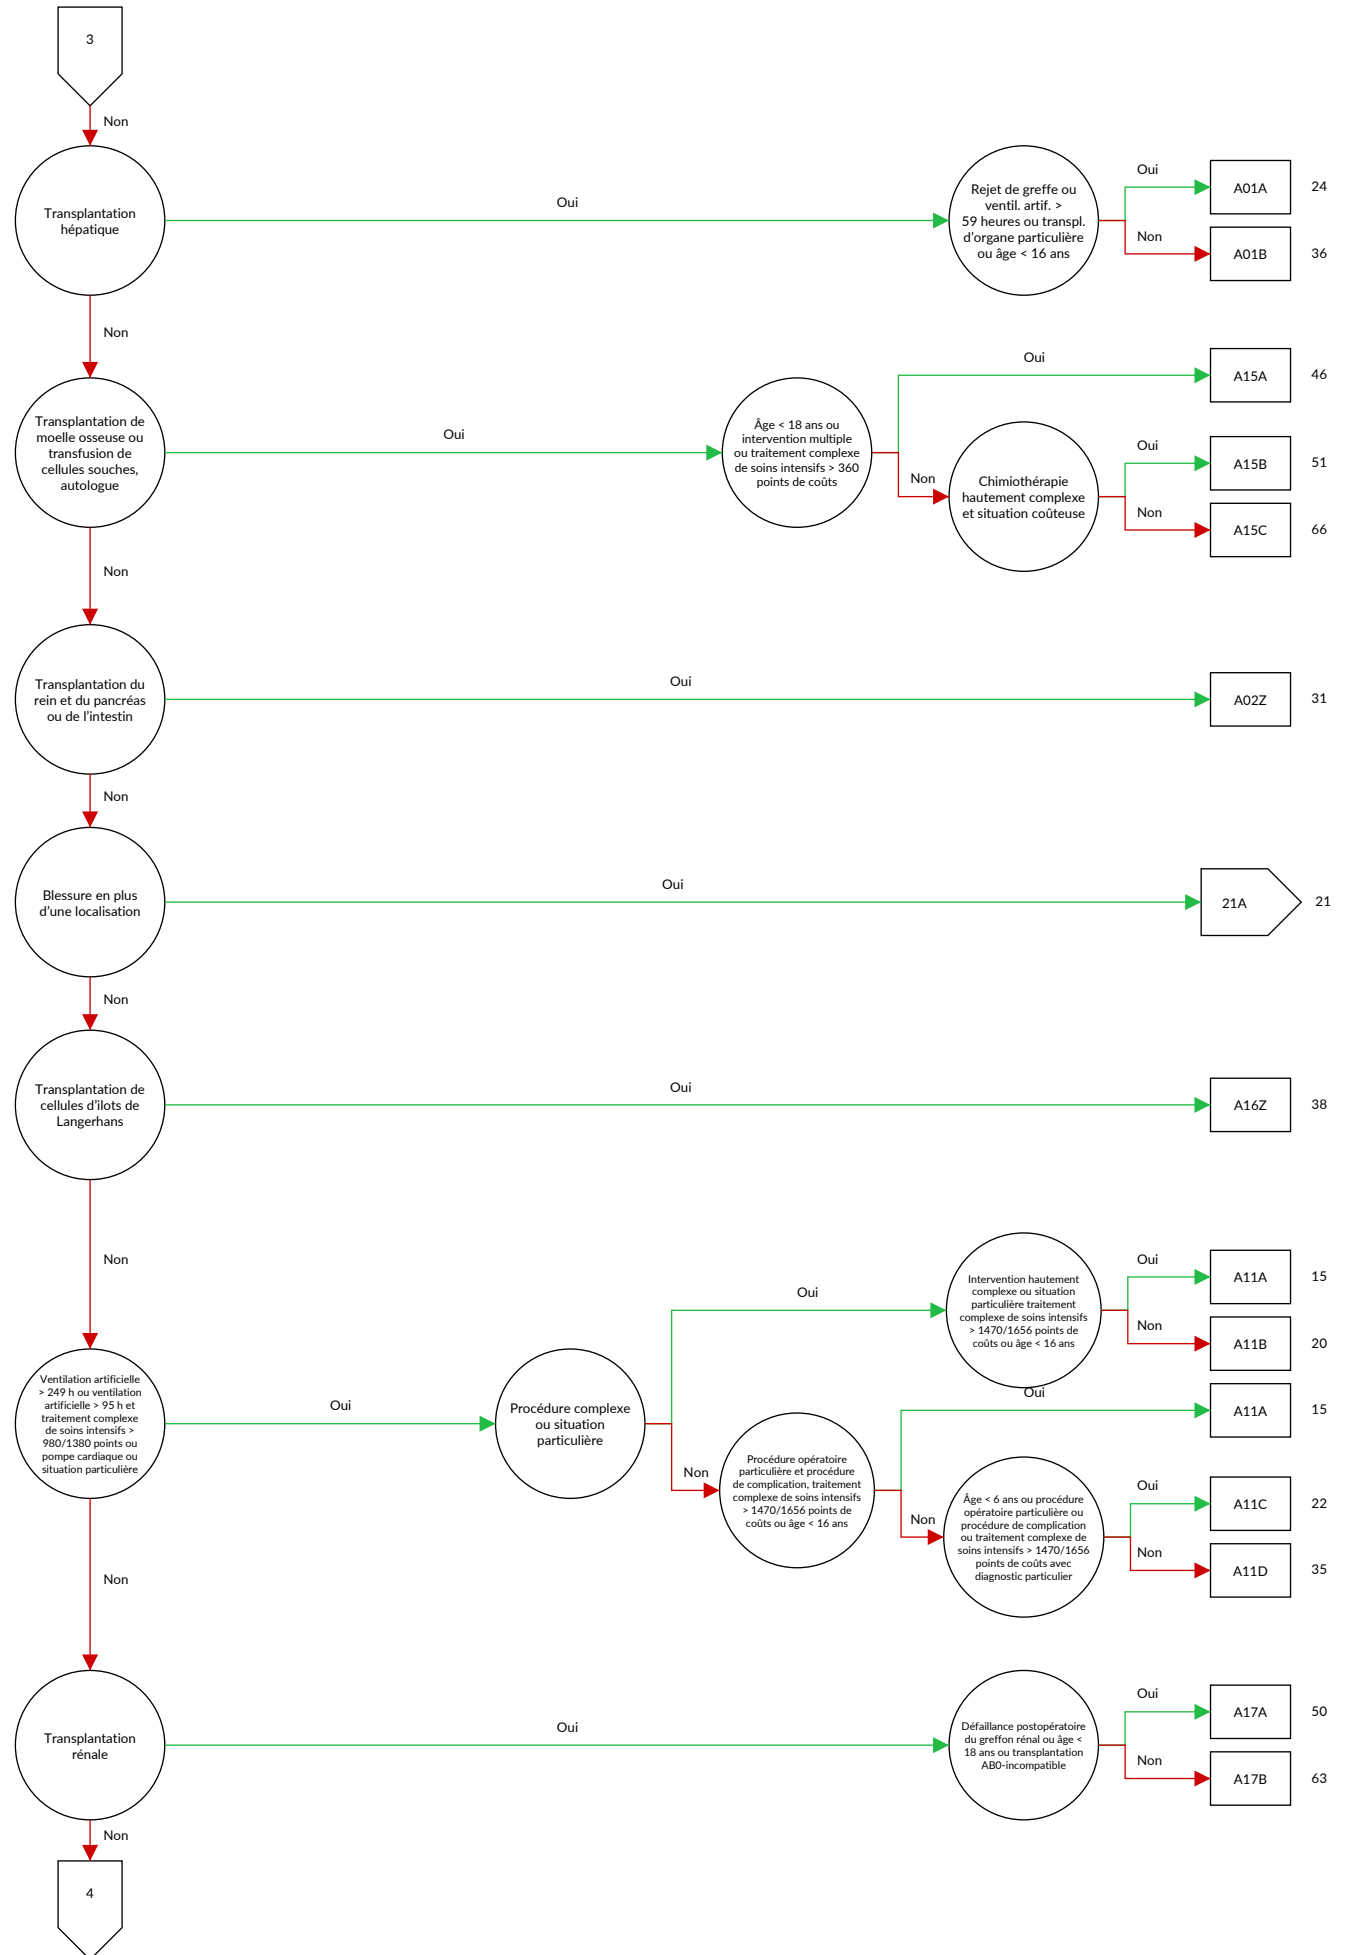 3
Non
Transplantation
hépatique
Oui
Rejet de greffe ou
ventil. artif. >
59 heures ou transpl.
d'organe particulière
ou âge < 16 ans
Oui
A01A
24
Non
A01B
36
Non
Transplantation de
moelle osseuse ou
transfusion de
cellules souches,
autologue
Oui
Âge < 18 ans ou
intervention multiple
ou traitement complexe
de soins intensifs > 360
points de coûts
Oui
A15A
46
Non
Chimiothérapie
hautement complexe
et situation coûteuse
Oui
A15B
51
Non
A15C
66
Non
Transplantation du
rein et du pancréas
ou de l'intestin
Oui
A02Z
31
Non
Blessure en plus
d'une localisation
Oui
21A
21
Non
Transplantation de
cellules d'ilots de
Langerhans
Oui
A16Z
38
Non
Ventilation artificielle
> 249 h ou ventilation
artificielle > 95 h et
traitement complexe
de soins intensifs >
980/1380 points ou
pompe cardiaque ou
situation particulière
Oui
Procédure complexe
ou situation
particulière
Oui
Intervention hautement
complexe ou situation
particulière traitement
complexe de soins intensifs
> 1470/1656 points de
coûts ou âge < 16 ans
Oui
A11A
15
Non
A11B
20
Non
Procédure opératoire
particulière et procédure
de complication, traitement
complexe de soins intensifs
> 1470/1656 points de
coûts ou âge < 16 ans
Oui
A11A
15
Non
Âge < 6 ans ou procédure
opératoire particulière ou
procédure de complication
ou traitement complexe de
soins intensifs > 1470/1656
points de coûts avec
diagnostic particulier
Oui
A11C
22
Non
A11D
35
Non
Transplantation
rénale
Oui
Défaillance postopératoire
du greffon rénal ou âge <
18 ans ou transplantation
AB0-incompatible
Oui
A17A
50
Non
A17B
63
Non
4